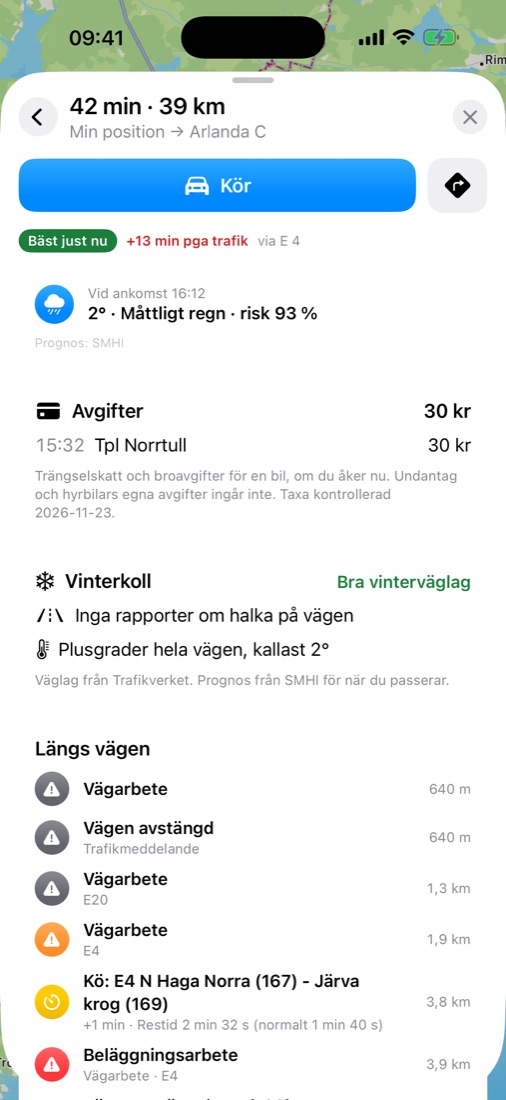 09:41
Rim
42 min · 39 km
Min position → Arlanda C
Kör
Bäst just nu +13 min pga trafik via E 4
Vid ankomst 16:12
2° · Måttligt regn · risk 93 %
Prognos: SMHI
Avgifter 30 kr
15:32 Tpl Norrtull 30 kr
Trängselskatt och broavgifter för en bil, om du åker nu. Undantag
och hyrbilars egna avgifter ingår inte. Taxa kontrollerad
2026-11-23.
Vinterkoll Bra vinterväglag
Inga rapporter om halka på vägen
Plusgrader hela vägen, kallast 2°
Väglag från Trafikverket. Prognos från SMHI för när du passerar.
Längs vägen
Vägarbete 640 m
Vägen avstängd 640 m
Trafikmeddelande
Vägarbete 1,3 km
E20
Vägarbete 1,9 km
E4
Kö: E4 N Haga Norra (167) - Järva
krog (169) 3,8 km
+1 min · Restid 2 min 32 s (normalt 1 min 40 s)
Beläggningsarbete 3,9 km
Vägarbete · E4